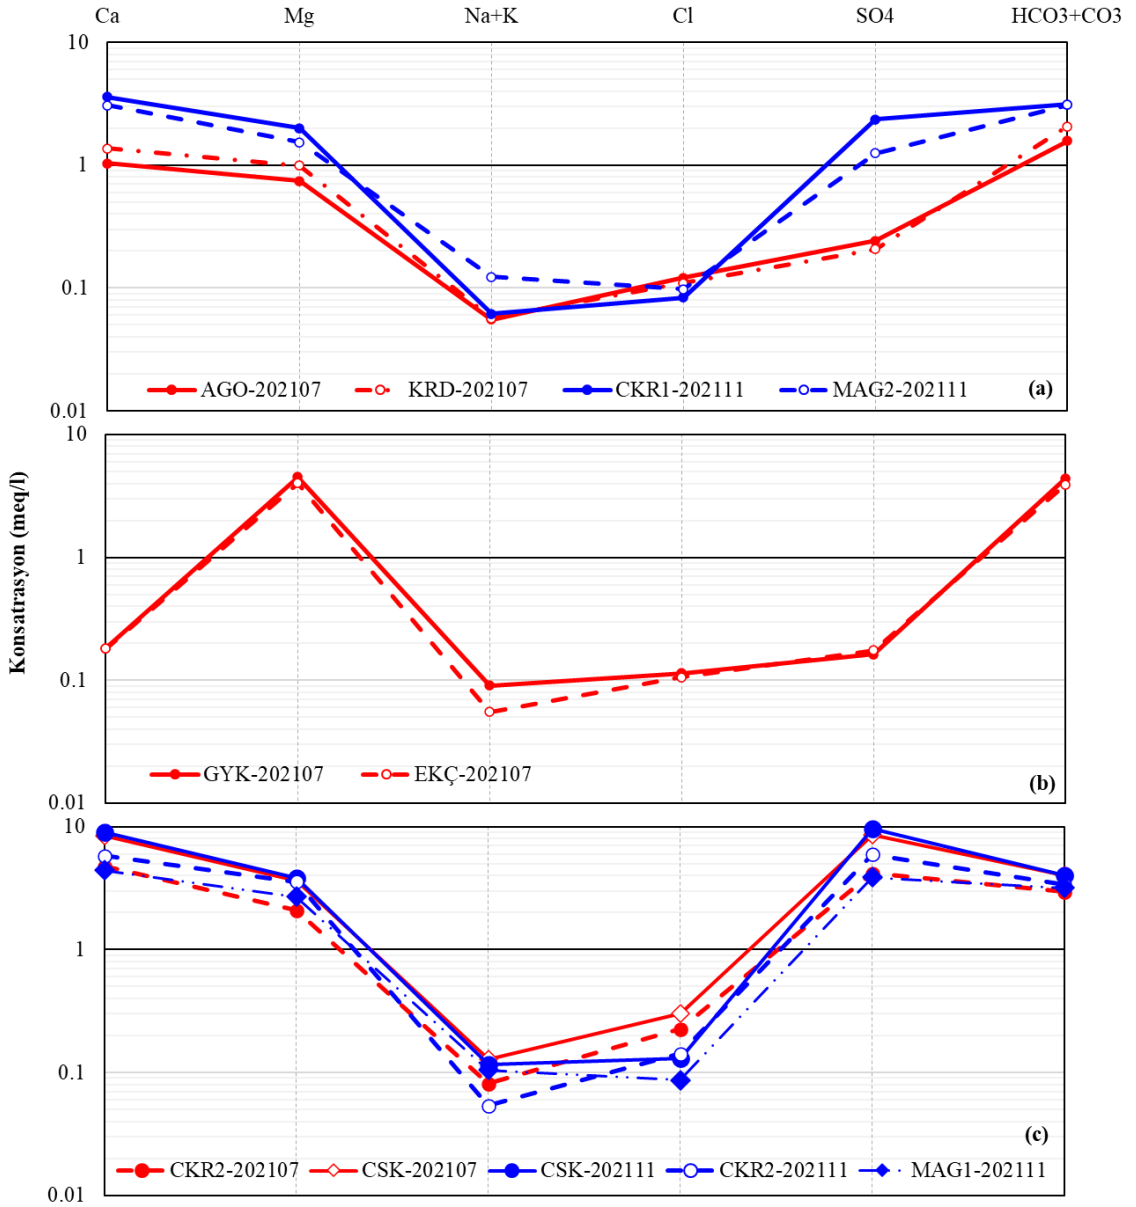 Ca Mg Na+K Cl SO4 HCO3+CO3
10
1
0.1
AGO-202107 KRD-202107 CKR1-202111 MAG2-202111 (a)
0.01
10
Konsatrasyon (meq/l)
1
0.1
GYK-202107 EKÇ-202107 (b)
0.01
10
1
0.1
(c)
CKR2-202107 CSK-202107 CSK-202111 CKR2-202111 MAG1-202111
0.01